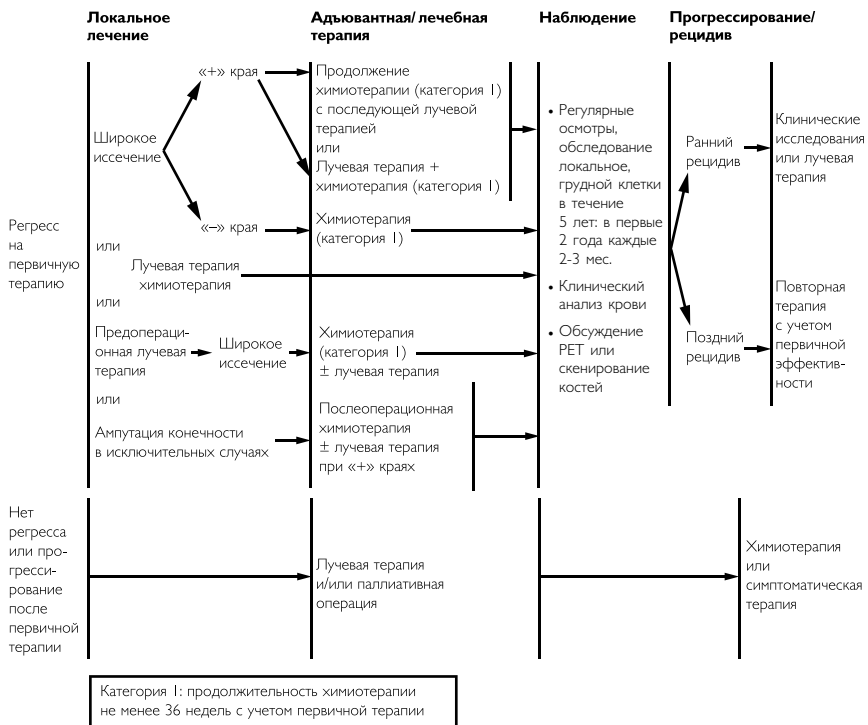 Локальное
лечение
Адъювантная/ лечебная
терапия
Наблюдение
Прогрессирование/
рецидив
Регресс
на
первичную
терапию
Широкое
иссечение
«+» края
«–» края
или
Лучевая терапия
химиотерапия
или
Предопераци-
онная лучевая
терапия
Широкое
иссечение
или
Ампутация конечности
в исключительных случаях
Продолжение
химиотерапии (категория 1)
с последующей лучевой
терапией
или
Лучевая терапия +
химиотерапия (категория 1)
Химиотерапия
(категория 1)
Химиотерапия
(категория 1)
± лучевая терапия
Послеоперационная
химиотерапия
± лучевая терапия
при «+» краях
• Регулярные
осмотры,
обследование
локальное,
грудной клетки
в течение
5 лет: в первые
2 года каждые
2-3 мес.
• Клинический
анализ крови
• Обсуждение
PET или
скенирование
костей
Ранний
рецидив
Поздний
рецидив
Клинические
исследования
или лучевая
терапия
Повторная
терапия
с учетом
первичной
эффектив-
ности
Нет
регресса
или про-
гресси-
рование
после
первичной
терапии
Лучевая терапия
и/или паллиативная
операция
Химиотерапия
или
симптоматическая
терапия
Категория 1: продолжительность химиотерапии
не менее 36 недель с учетом первичной терапии